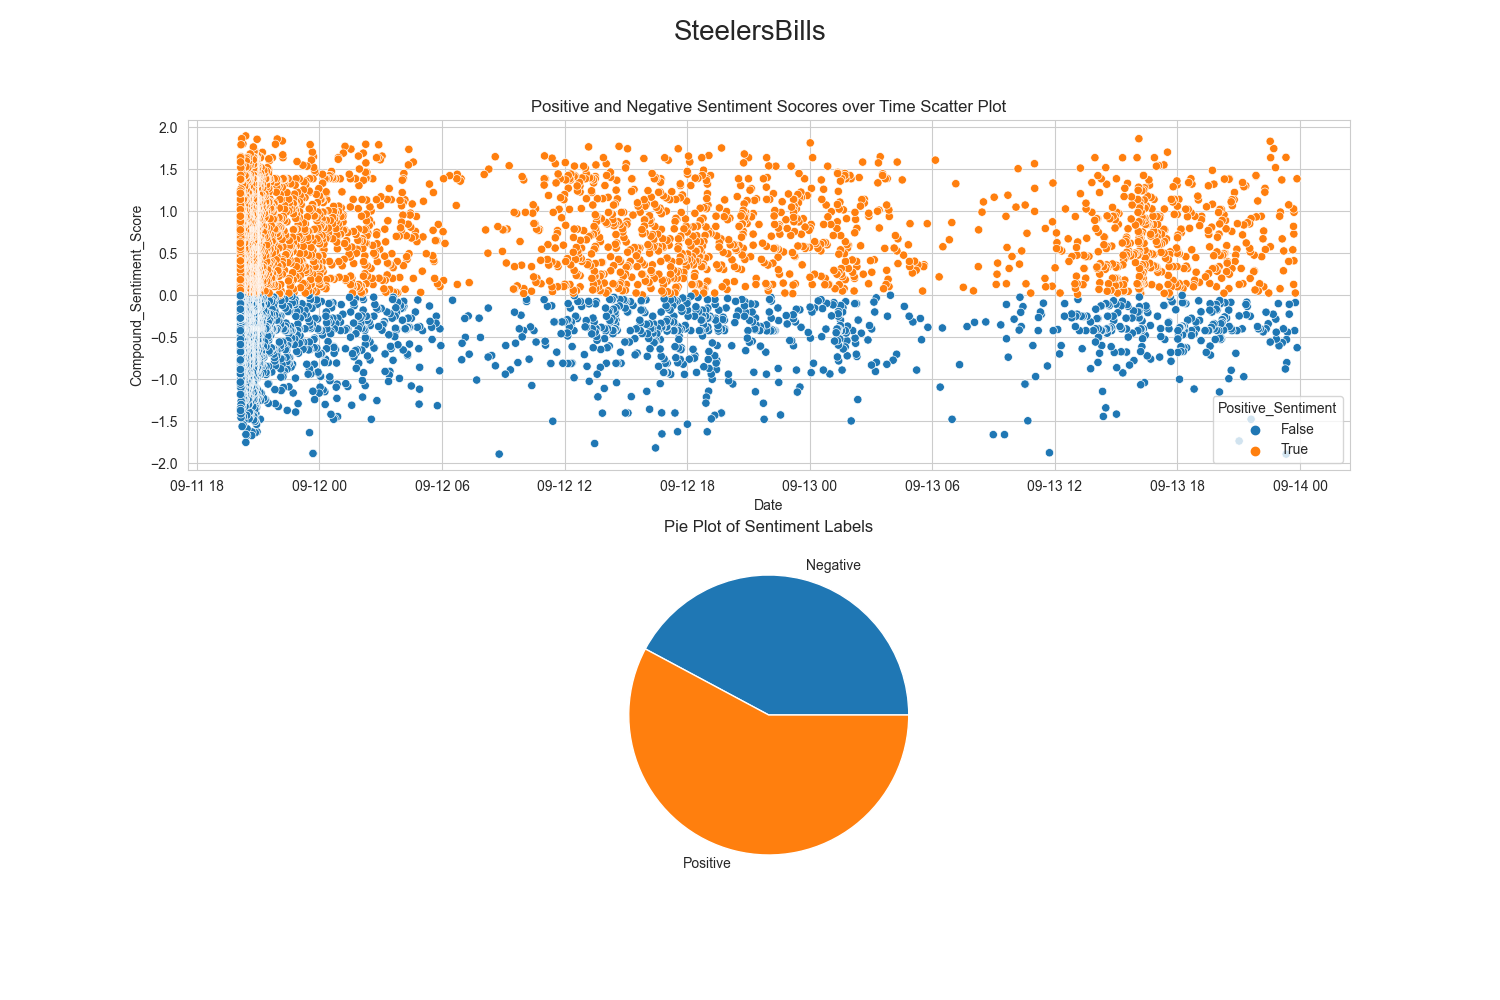 SteelersBills
Positive and Negative Sentiment Socores over Time Scatter Plot
Compound_Sentiment_Score
2.0
1.5
1.0
0.5
0.0
−0.5
−1.0
−1.5
−2.0
Positive_Sentiment
False
True
09-11 18 09-12 00 09-12 06 09-12 12 09-12 18 09-13 00 09-13 06 09-13 12 09-13 18 09-14 00
Date
Pie Plot of Sentiment Labels
Negative
Positive